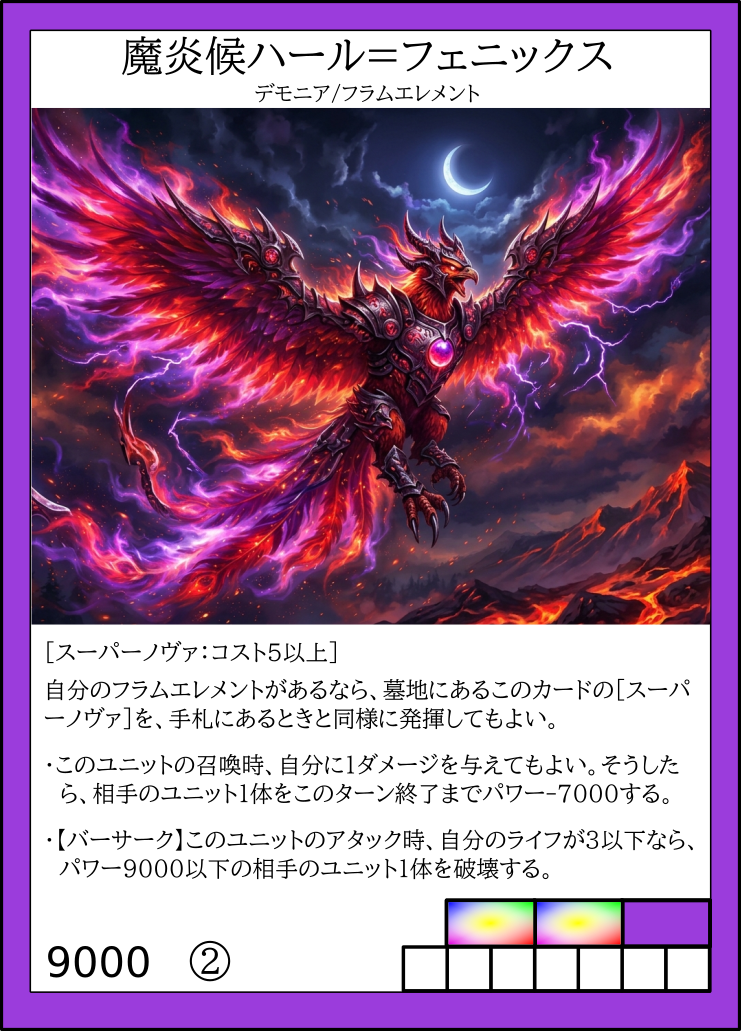 魔炎候ハール＝フェニックス
デモニア/フラムエレメント
［スーパーノヴァ：コスト5以上］
自分のフラムエレメントがあるなら、墓地にあるこのカードの［スーパ
ーノヴァ］を、手札にあるときと同様に発揮してもよい。
・このユニットの召喚時、自分に1ダメージを与えてもよい。そうした
ら、相手のユニット1体をこのターン終了までパワー−7000する。
・【バーサーク】このユニットのアタック時、自分のライフが3以下なら、
パワー9000以下の相手のユニット1体を破壊する。
9000 ②